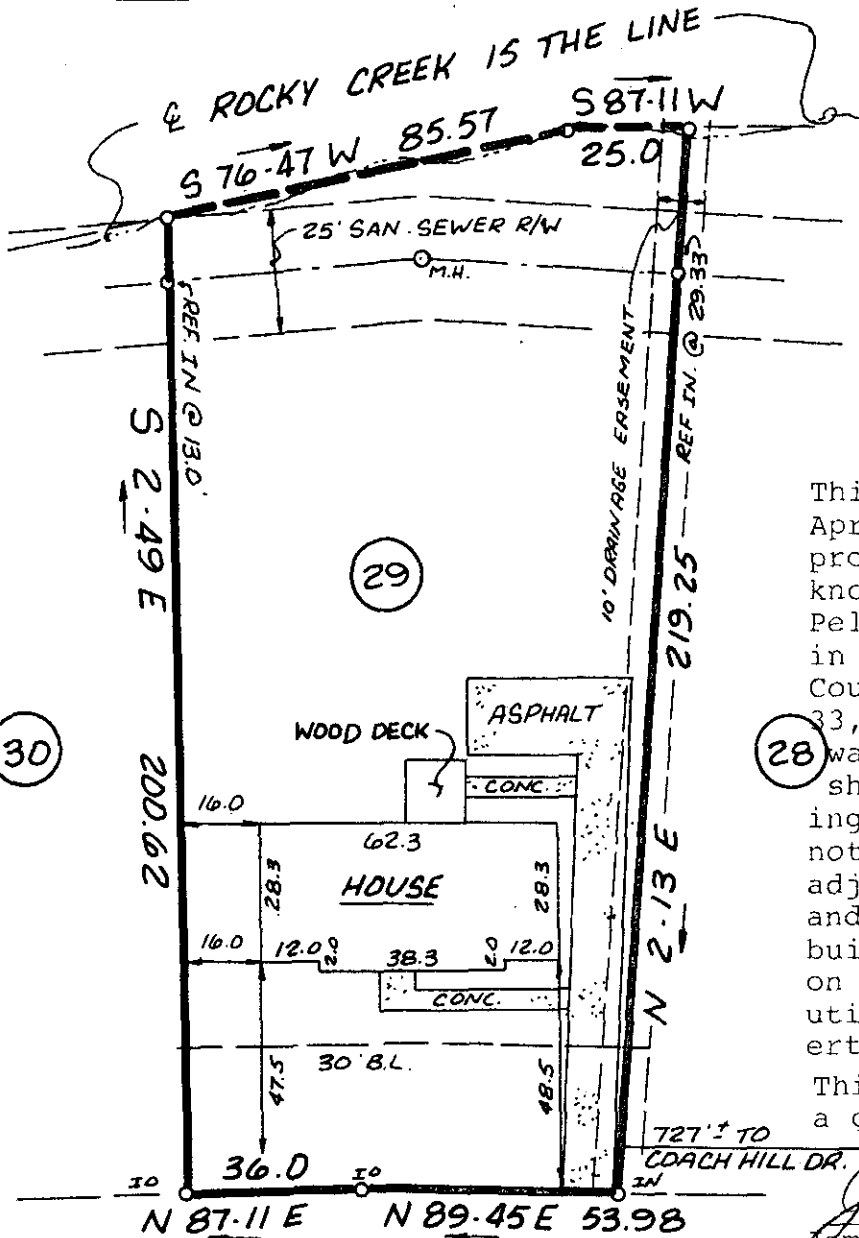 ℄ ROCKY CREEK IS THE LINE
S 76-47 W 85.57
S 87-11 W
25.0
25' SAN. SEWER R/W
M.H.
REF. IN @ 13.0'
S 2-49 E 200.62
10' DRAINAGE EASEMENT
REF IN. @ 29.33
N 2-13 E 219.25
29
30
28
ASPHALT
WOOD DECK
CONC.
16.0
62.3
28.3
HOUSE
28.3
16.0
12.0
2.0
38.3
2.0
12.0
CONC.
30' B.L.
47.5
48.5
727'± TO
COACH HILL DR.
IO
36.0
IO
IN
N 87-11 E
N 89-45 E 53.98
Thi
Apr
pro
kno
Pel
in
Cou
33,
wa
sh
ing
not
adj
and
bui
on
uti
ert
Thi
a c